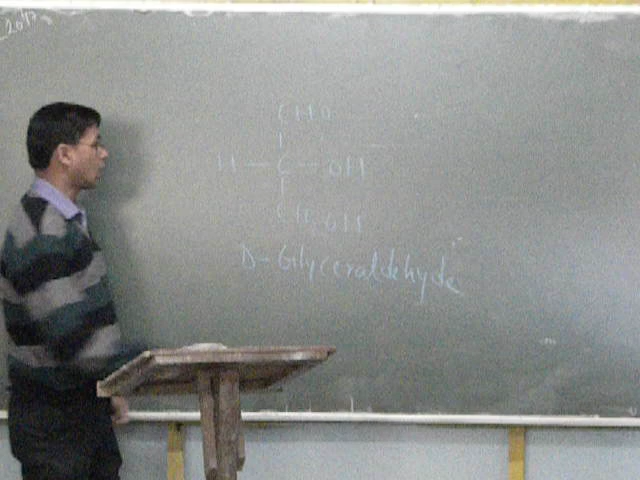 CHO
H — C — OH
CH2OH
D-Glyceraldehyde